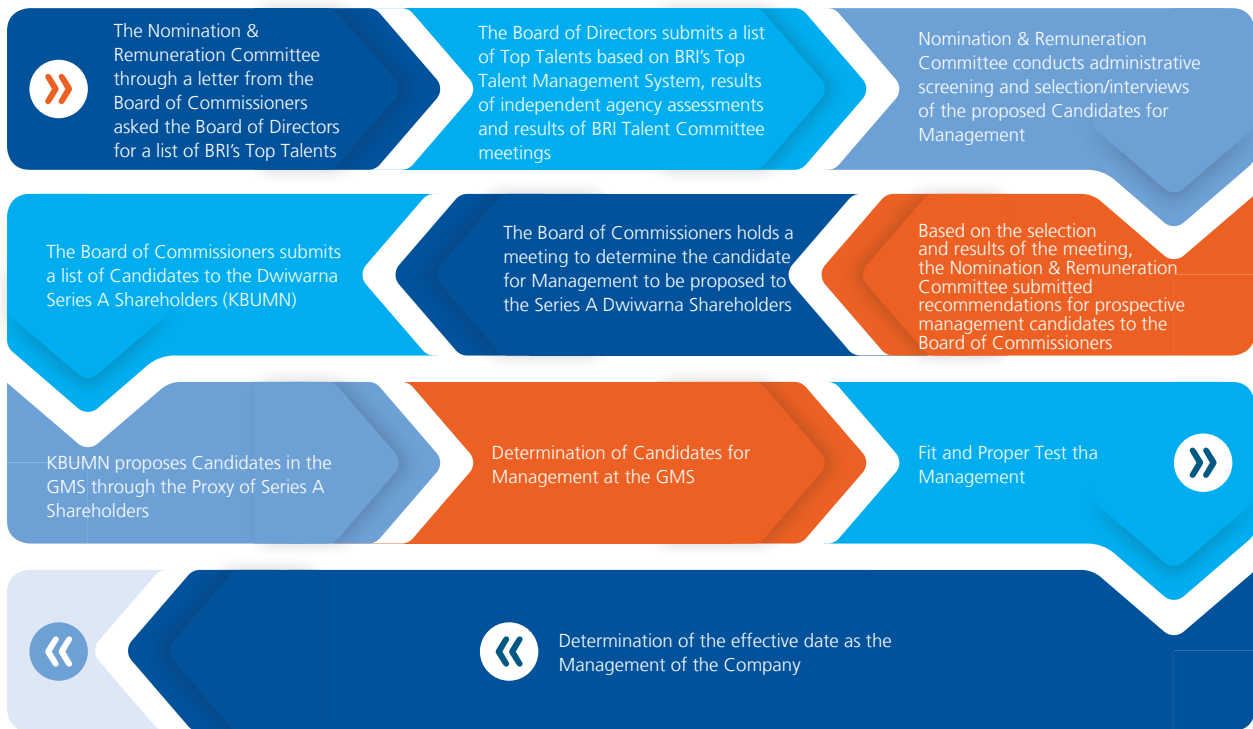 The Nomination &
Remuneration Committee
through a letter from the
Board of Commissioners
asked the Board of Directors
for a list of BRI's Top Talents
The Board of Directors submits a list
of Top Talents based on BRI's Top
Talent Management System, results
of independent agency assessments
and results of BRI Talent Committee
meetings
Nomination & Remuneration
Committee conducts administrative
screening and selection/interviews
of the proposed Candidates for
Management
Based on the selection
and results of the meeting,
the Nomination & Remuneration
Committee submitted
recommendations for prospective
management candidates to the
Board of Commissioners
The Board of Commissioners holds a
meeting to determine the candidate
for Management to be proposed to
the Series A Dwiwarna Shareholders
The Board of Commissioners submits
a list of Candidates to the Dwiwarna
Series A Shareholders (KBUMN)
KBUMN proposes Candidates in the
GMS through the Proxy of Series A
Shareholders
Determination of Candidates for
Management at the GMS
Fit and Proper Test tha
Management
Determination of the effective date as the
Management of the Company